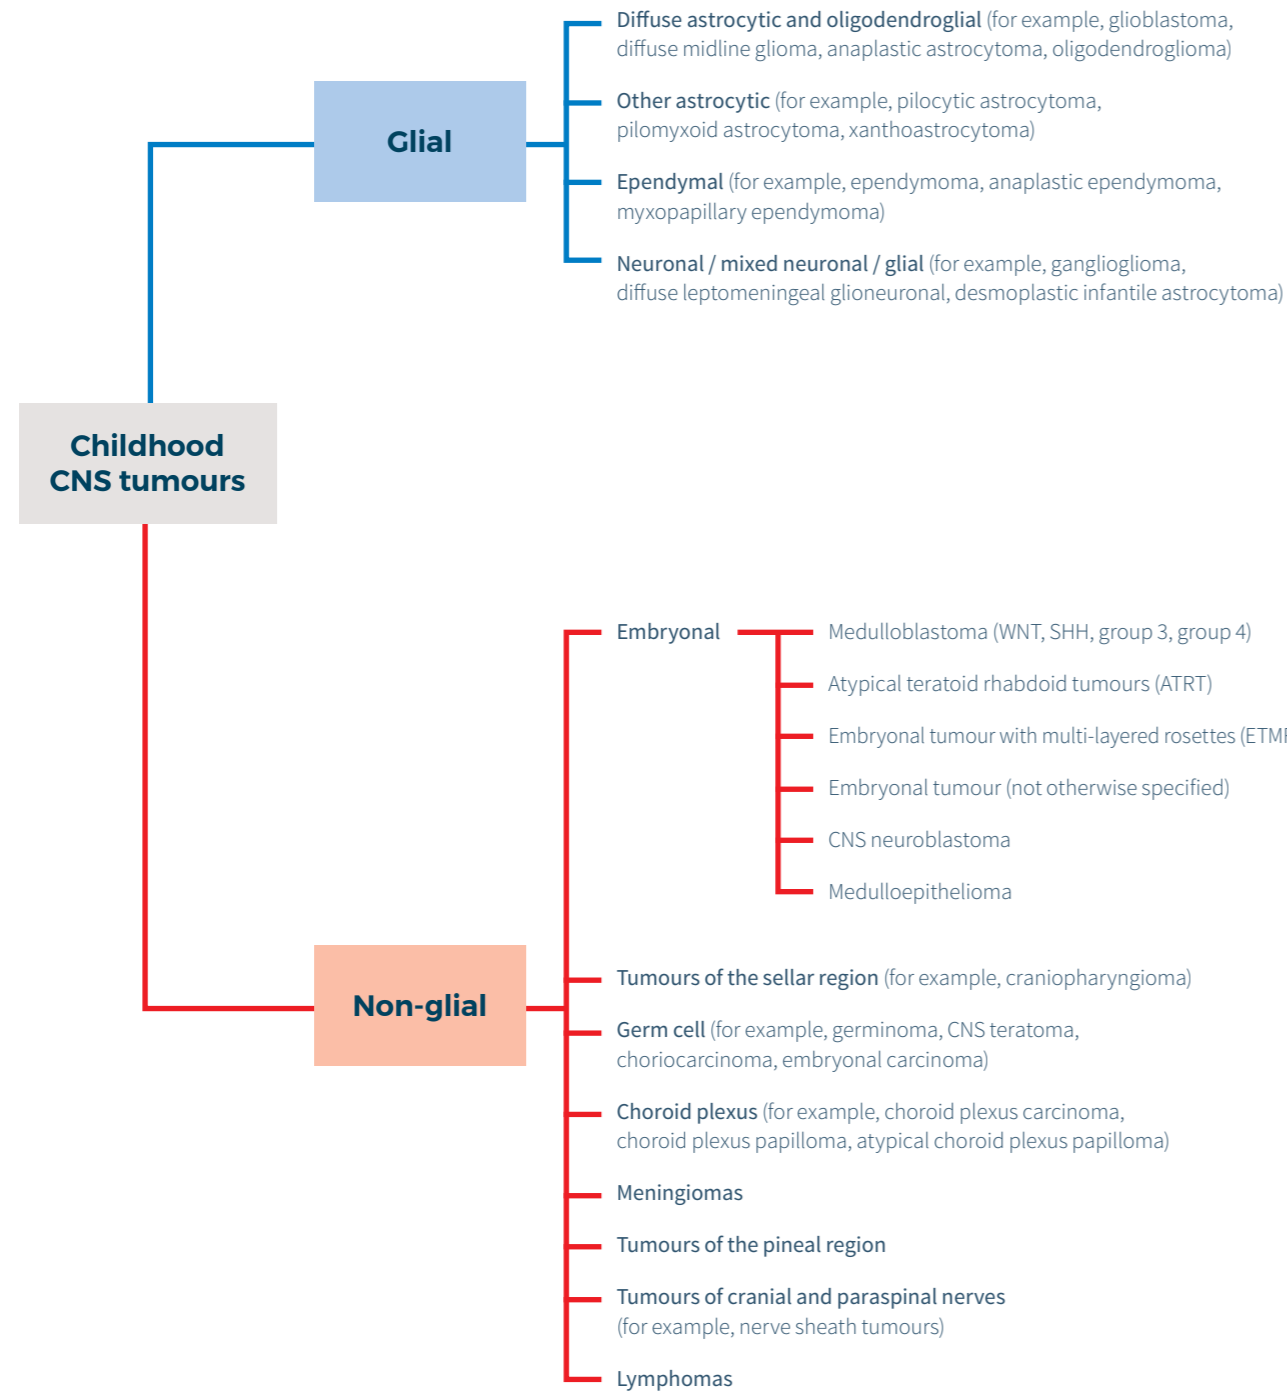 Diffuse astrocytic and oligodendroglial (for example, glioblastoma,
diffuse midline glioma, anaplastic astrocytoma, oligodendroglioma)
Other astrocytic (for example, pilocytic astrocytoma,
pilomyxoid astrocytoma, xanthoastrocytoma)
Glial
Ependymal (for example, ependymoma, anaplastic ependymoma,
myxopapillary ependymoma)
Neuronal / mixed neuronal / glial (for example, ganglioglioma,
diffuse leptomeningeal glioneuronal, desmoplastic infantile astrocytoma)
Childhood
CNS tumours
Embryonal
Medulloblastoma (WNT, SHH, group 3, group 4)
Atypical teratoid rhabdoid tumours (ATRT)
Embryonal tumour with multi-layered rosettes
Embryonal tumour (not otherwise specified)
CNS neuroblastoma
Medulloepithelioma
Non-glial
Tumours of the sellar region (for example, craniopharyngioma)
Germ cell (for example, germinoma, CNS teratoma,
choriocarcinoma, embryonal carcinoma)
Choroid plexus (for example, choroid plexus carcinoma,
choroid plexus papilloma, atypical choroid plexus papilloma)
Meningiomas
Tumours of the pineal region
Tumours of cranial and paraspinal nerves
(for example, nerve sheath tumours)
Lymphomas